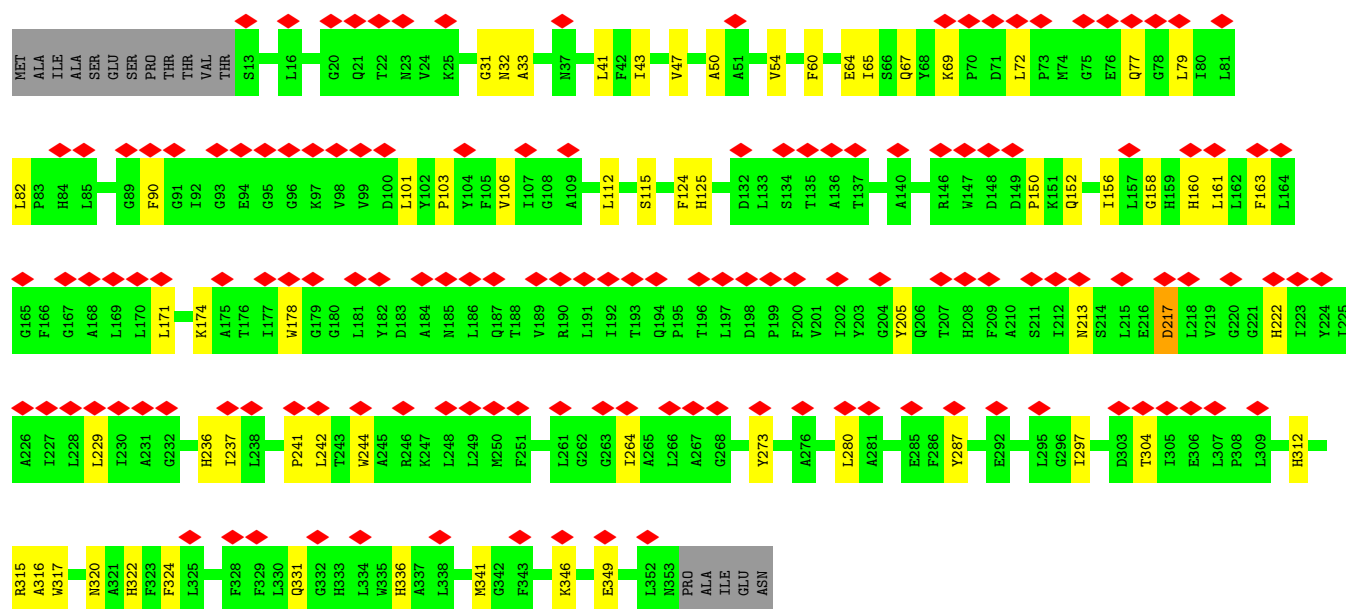 MET ALA ILE ALA SER GLU SER PRO THR THR VAL THR S13 L16 G20 Q21 T22 N23 V24 K25 G31 N32 A33 N37 L41 F42 I43 V47 A50 A51 V54 F60 E64 I65 S66 Q67 Y68 K69 P70 D71 L72 P73 M74 G75 E76 Q77 G78 L79 I80 L81
L82 P83 H84 L85 G89 F90 G91 I92 G93 E94 G95 G96 K97 V98 V99 D100 L101 Y102 P103 Y104 F105 V106 I107 G108 A109 L112 S115 F124 H125 D132 L133 S134 T135 A136 T137 A140 R146 W147 D148 D149 P150 K151 Q152 I156 L157 G158 H159 H160 L161 L162 F163 L164
G165 F166 G167 A168 L169 L170 L171 K174 A175 T176 I177 W178 G179 G180 L181 Y182 D183 A184 N185 L186 Q187 T188 V189 R190 L191 I192 T193 Q194 P195 T196 L197 D198 P199 F200 V201 I202 Y203 G204 Y205 Q206 T207 H208 F209 A210 S211 I212 N213 S214 L215 E216 D217 L218 V219 G220 G221 H222 I223 Y224 I225
A226 I227 L228 L229 I230 A231 G232 H236 I237 L238 P241 L242 T243 W244 A245 R246 K247 L248 L249 M250 F251 L261 G262 G263 I264 A265 L266 A267 G268 Y273 A276 L280 A281 E285 F286 Y287 E292 L295 G296 I297 D303 T304 I305 E306 L307 P308 L309 H312
R315 A316 W317 N320 A321 H322 F323 F324 L325 F328 F329 L330 Q331 G332 H333 L334 W335 H336 A337 L338 M341 G342 F343 K346 E349 L352 N353 PRO ALA ILE GLU ASN